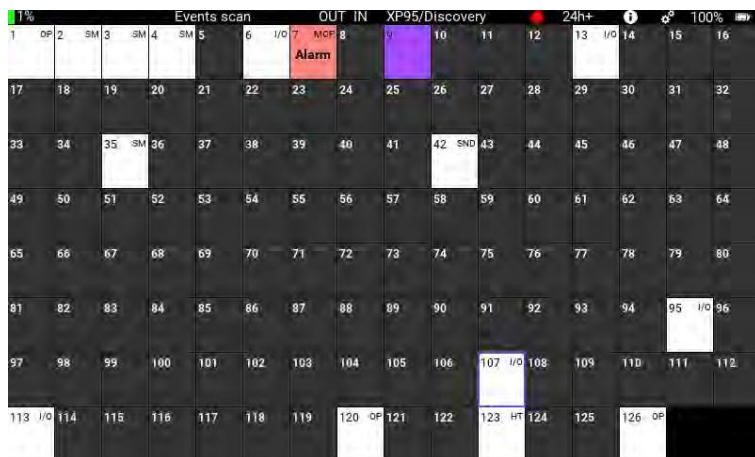 1% Events scan OUT IN XP95/Discovery 24h+ i 100%
1 OP 2 SM 3 SM 4 SM 5 6 I/O 7 MCP 8 9 10 11 12 13 I/O 14 15 16
Alarm
17 18 19 20 21 22 23 24 25 26 27 28 29 30 31 32
33 34 35 SM 36 37 38 39 40 41 42 SND 43 44 45 46 47 48
49 50 51 52 53 54 55 56 57 58 59 60 61 62 63 64
65 66 67 68 69 70 71 72 73 74 75 76 77 78 79 80
81 82 83 84 85 86 87 88 89 90 91 92 93 94 95 I/O 96
97 98 99 100 101 102 103 104 105 106 107 I/O 108 109 110 111 112
113 I/O 114 115 116 117 118 119 120 OP 121 122 123 HT 124 125 126 OP